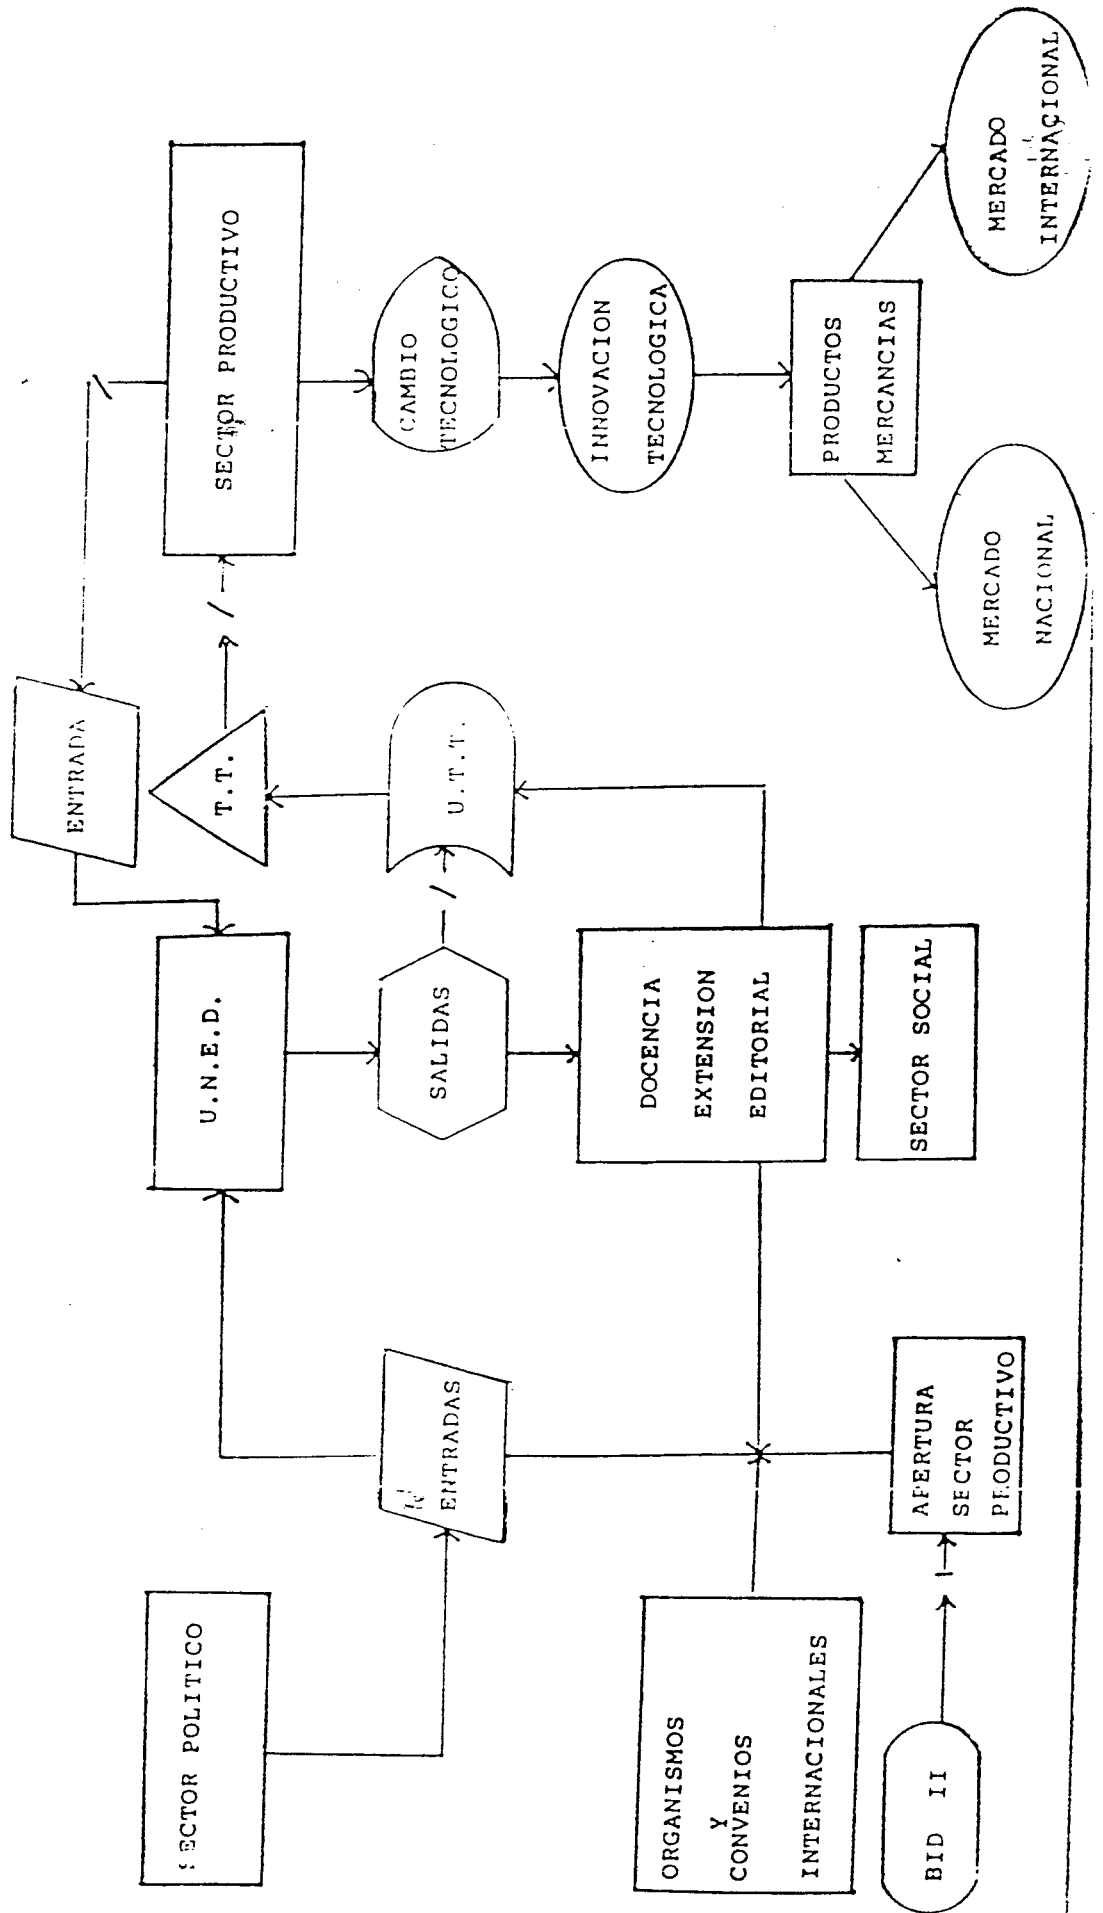 SECTOR POLITICO
U.N.E.D.
ENTRADA
SECTOR PRODUCTIVO
ENTRADAS
SALIDAS
U.T.T.
T.T.
CAMBIO
TECNOLOGICO
ORGANISMOS
Y
CONVENIOS
INTERNACIONALES
DOCENCIA
EXTENSION
EDITORIAL
INNOVACION
TECNOLOGICA
BID II
APERTURA
SECTOR
PRODUCTIVO
SECTOR SOCIAL
PRODUCTOS
MERCANCIAS
MERCADO
NACIONAL
MERCADO
INTERNACIONAL